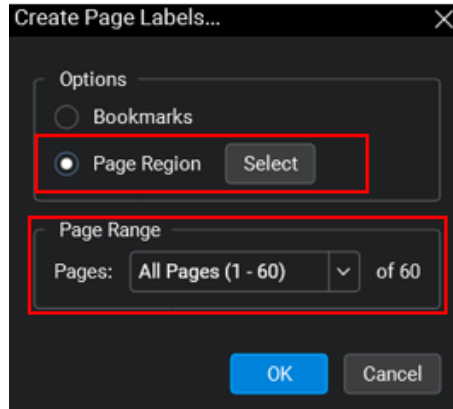 Create Page Labels...
Options
Bookmarks
Page Region Select
Page Range
Pages: All Pages (1 - 60) of 60
OK Cancel